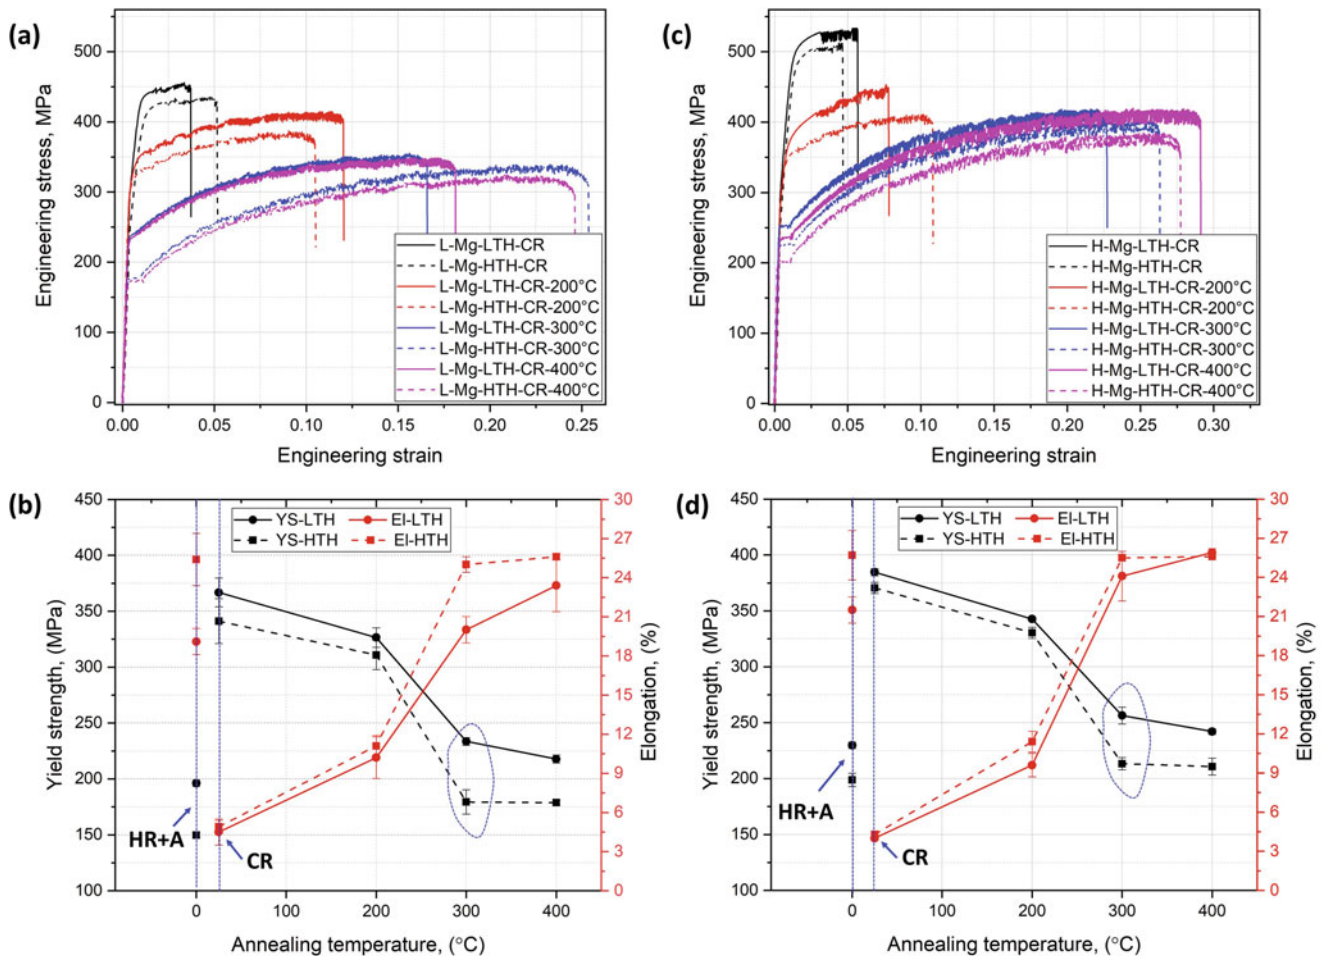 (a)
Engineering stress, MPa
500
400
300
200
100
0
L-Mg-LTH-CR
L-Mg-HTH-CR
L-Mg-LTH-CR-200°C
L-Mg-HTH-CR-200°C
L-Mg-LTH-CR-300°C
L-Mg-HTH-CR-300°C
L-Mg-LTH-CR-400°C
L-Mg-HTH-CR-400°C
0.00 0.05 0.10 0.15 0.20 0.25
Engineering strain
(c)
Engineering stress, MPa
500
400
300
200
100
0
H-Mg-LTH-CR
H-Mg-HTH-CR
H-Mg-LTH-CR-200°C
H-Mg-HTH-CR-200°C
H-Mg-LTH-CR-300°C
H-Mg-HTH-CR-300°C
H-Mg-LTH-CR-400°C
H-Mg-HTH-CR-400°C
0.00 0.05 0.10 0.15 0.20 0.25 0.30
Engineering strain
(b)
Yield strength, (MPa)
450
400
350
300
250
200
150
100
YS-LTH EI-LTH
YS-HTH EI-HTH
HR+A
CR
30
27
24
21
18
15
12
9
6
3
0
Elongation, (%)
0 100 200 300 400
Annealing temperature, (°C)
(d)
Yield strength, (MPa)
450
400
350
300
250
200
150
100
YS-LTH EI-LTH
YS-HTH EI-HTH
HR+A
CR
30
27
24
21
18
15
12
9
6
3
0
Elongation, (%)
0 100 200 300 400
Annealing temperature, (°C)